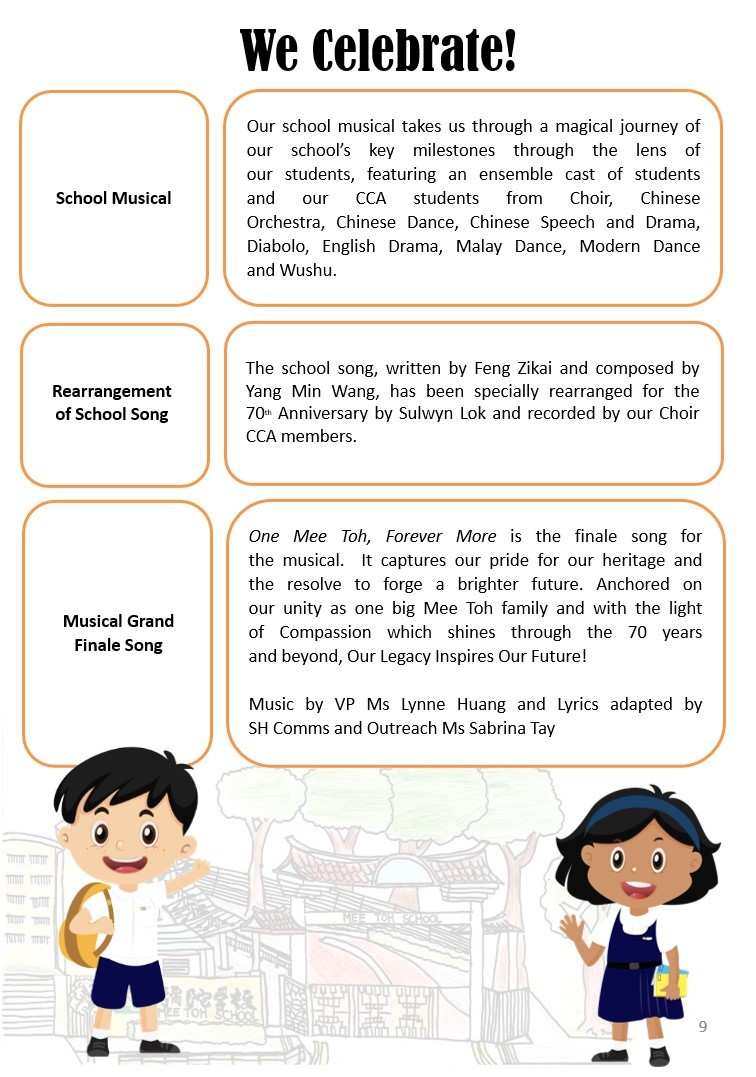 We Celebrate!
School Musical
Our school musical takes us through a magical journey of
our school's key milestones through the lens of
our students, featuring an ensemble cast of students
and our CCA students from Choir, Chinese
Orchestra, Chinese Dance, Chinese Speech and Drama,
Diabolo, English Drama, Malay Dance, Modern Dance
and Wushu.
Rearrangement
of School Song
The school song, written by Feng Zikai and composed by
Yang Min Wang, has been specially rearranged for the
70th Anniversary by Sulwyn Lok and recorded by our Choir
CCA members.
Musical Grand
Finale Song
One Mee Toh, Forever More is the finale song for
the musical. It captures our pride for our heritage and
the resolve to forge a brighter future. Anchored on
our unity as one big Mee Toh family and with the light
of Compassion which shines through the 70 years
and beyond, Our Legacy Inspires Our Future!
Music by VP Ms Lynne Huang and Lyrics adapted by
SH Comms and Outreach Ms Sabrina Tay
MEE TOH SCHOOL
陀学校
MEE TOH SCHOOL
9